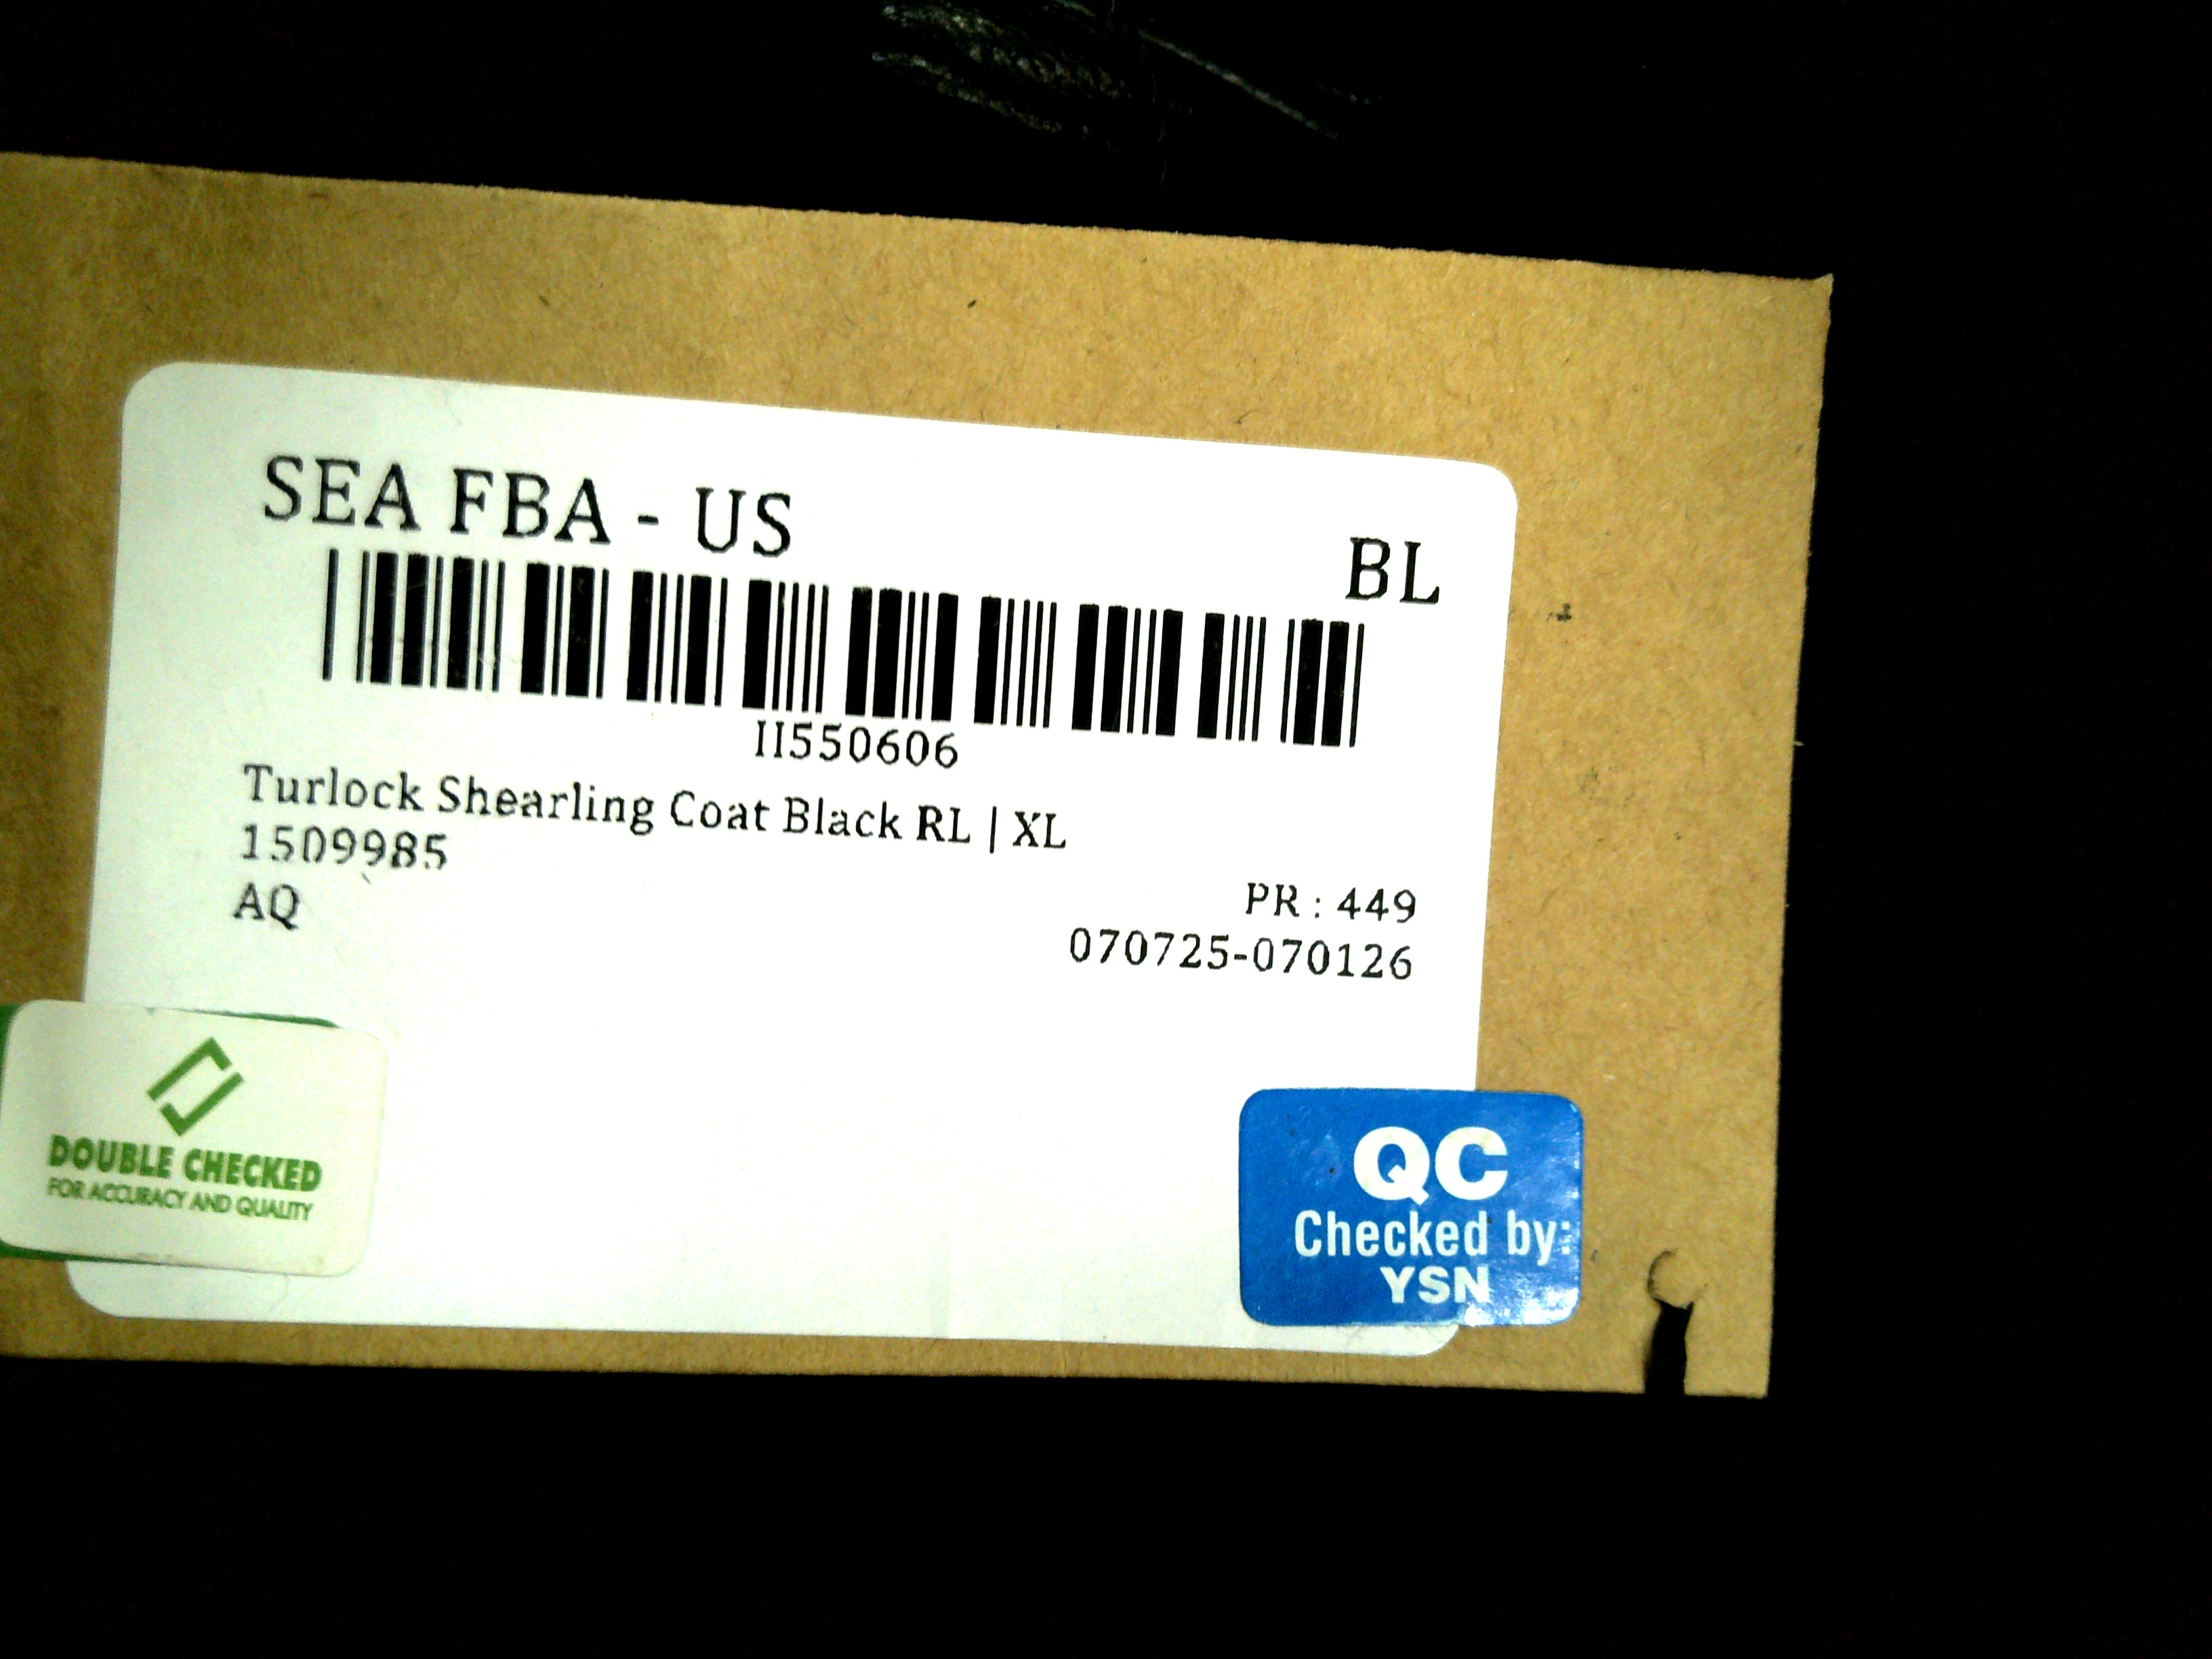 SEA FBA - US
BL
II550606
Turlock Shearling Coat Black RL | XL
1509985
AQ
PR : 449
070725-070126
DOUBLE CHECKED
FOR ACCURACY AND QUALITY
QC
Checked by:
YSN